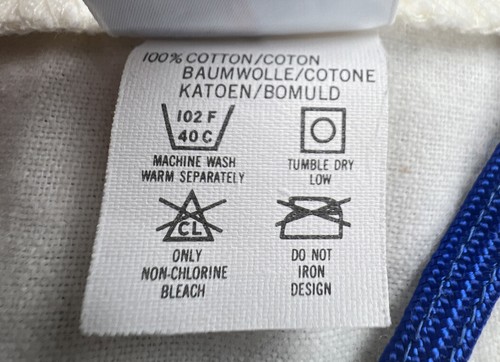 100% COTTON/COTON
BAUMWOLLE/COTONE
KATOEN/BOMULD
102 F
40 C
MACHINE WASH
WARM SEPARATELY
TUMBLE DRY
LOW
CL
ONLY
NON-CHLORINE
BLEACH
DO NOT
IRON
DESIGN